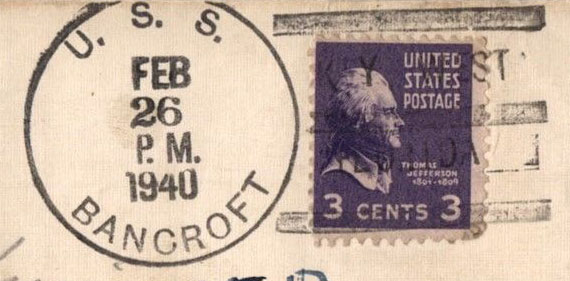 U. S. S.
FEB
26
P. M.
1940
BANCROFT
UNITED
STATES
POSTAGE
THOMAS
JEFFERSON
1801-1809
3 CENTS 3